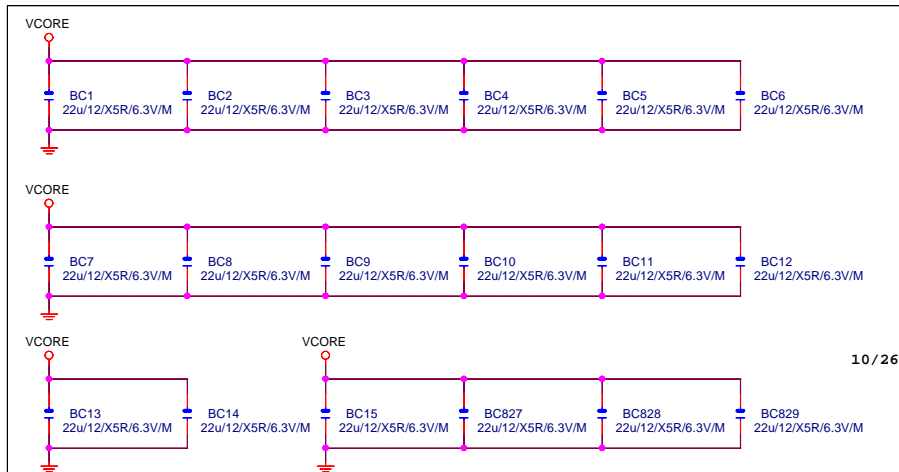 VCORE
BC1 BC2 BC3 BC4 BC5 BC6
22u/12/X5R/6.3V/M 22u/12/X5R/6.3V/M 22u/12/X5R/6.3V/M 22u/12/X5R/6.3V/M 22u/12/X5R/6.3V/M 22u/12/X5R/6.3V/M
VCORE
BC7 BC8 BC9 BC10 BC11 BC12
22u/12/X5R/6.3V/M 22u/12/X5R/6.3V/M 22u/12/X5R/6.3V/M 22u/12/X5R/6.3V/M 22u/12/X5R/6.3V/M 22u/12/X5R/6.3V/M
VCORE VCORE
10/26
BC13 BC14 BC15 BC827 BC828 BC829
22u/12/X5R/6.3V/M 22u/12/X5R/6.3V/M 22u/12/X5R/6.3V/M 22u/12/X5R/6.3V/M 22u/12/X5R/6.3V/M 22u/12/X5R/6.3V/M